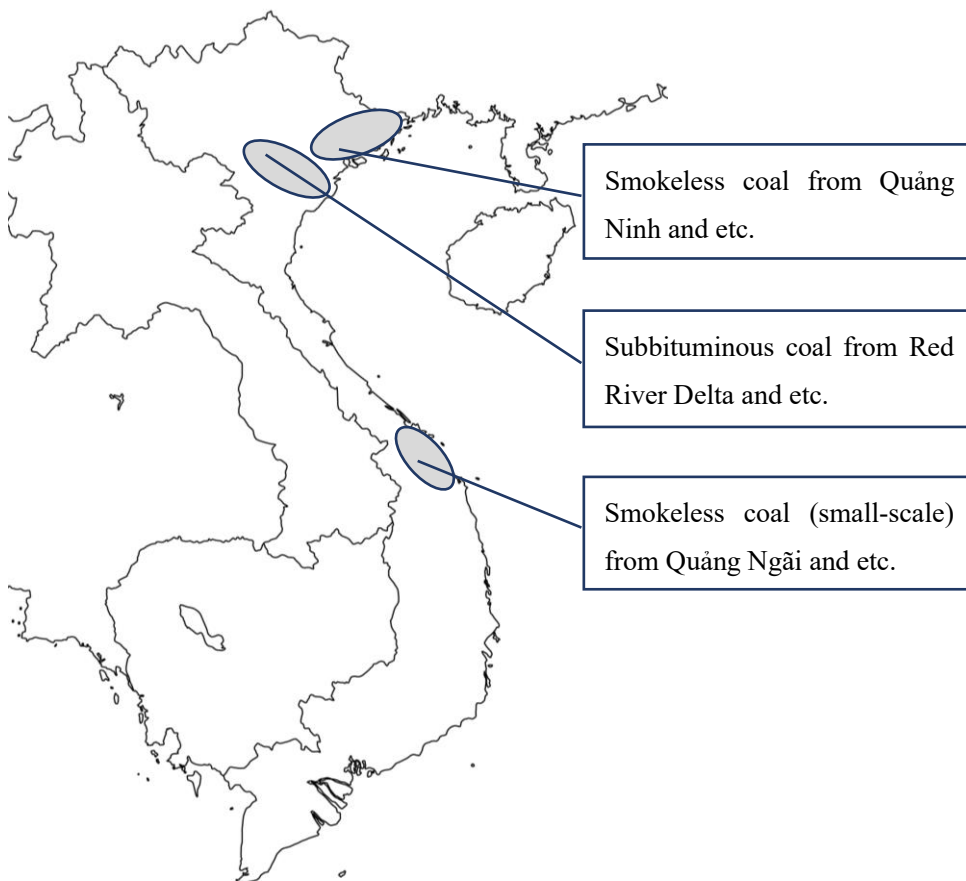 Smokeless coal from Quảng
Ninh and etc.
Subbituminous coal from Red
River Delta and etc.
Smokeless coal (small-scale)
from Quảng Ngãi and etc.